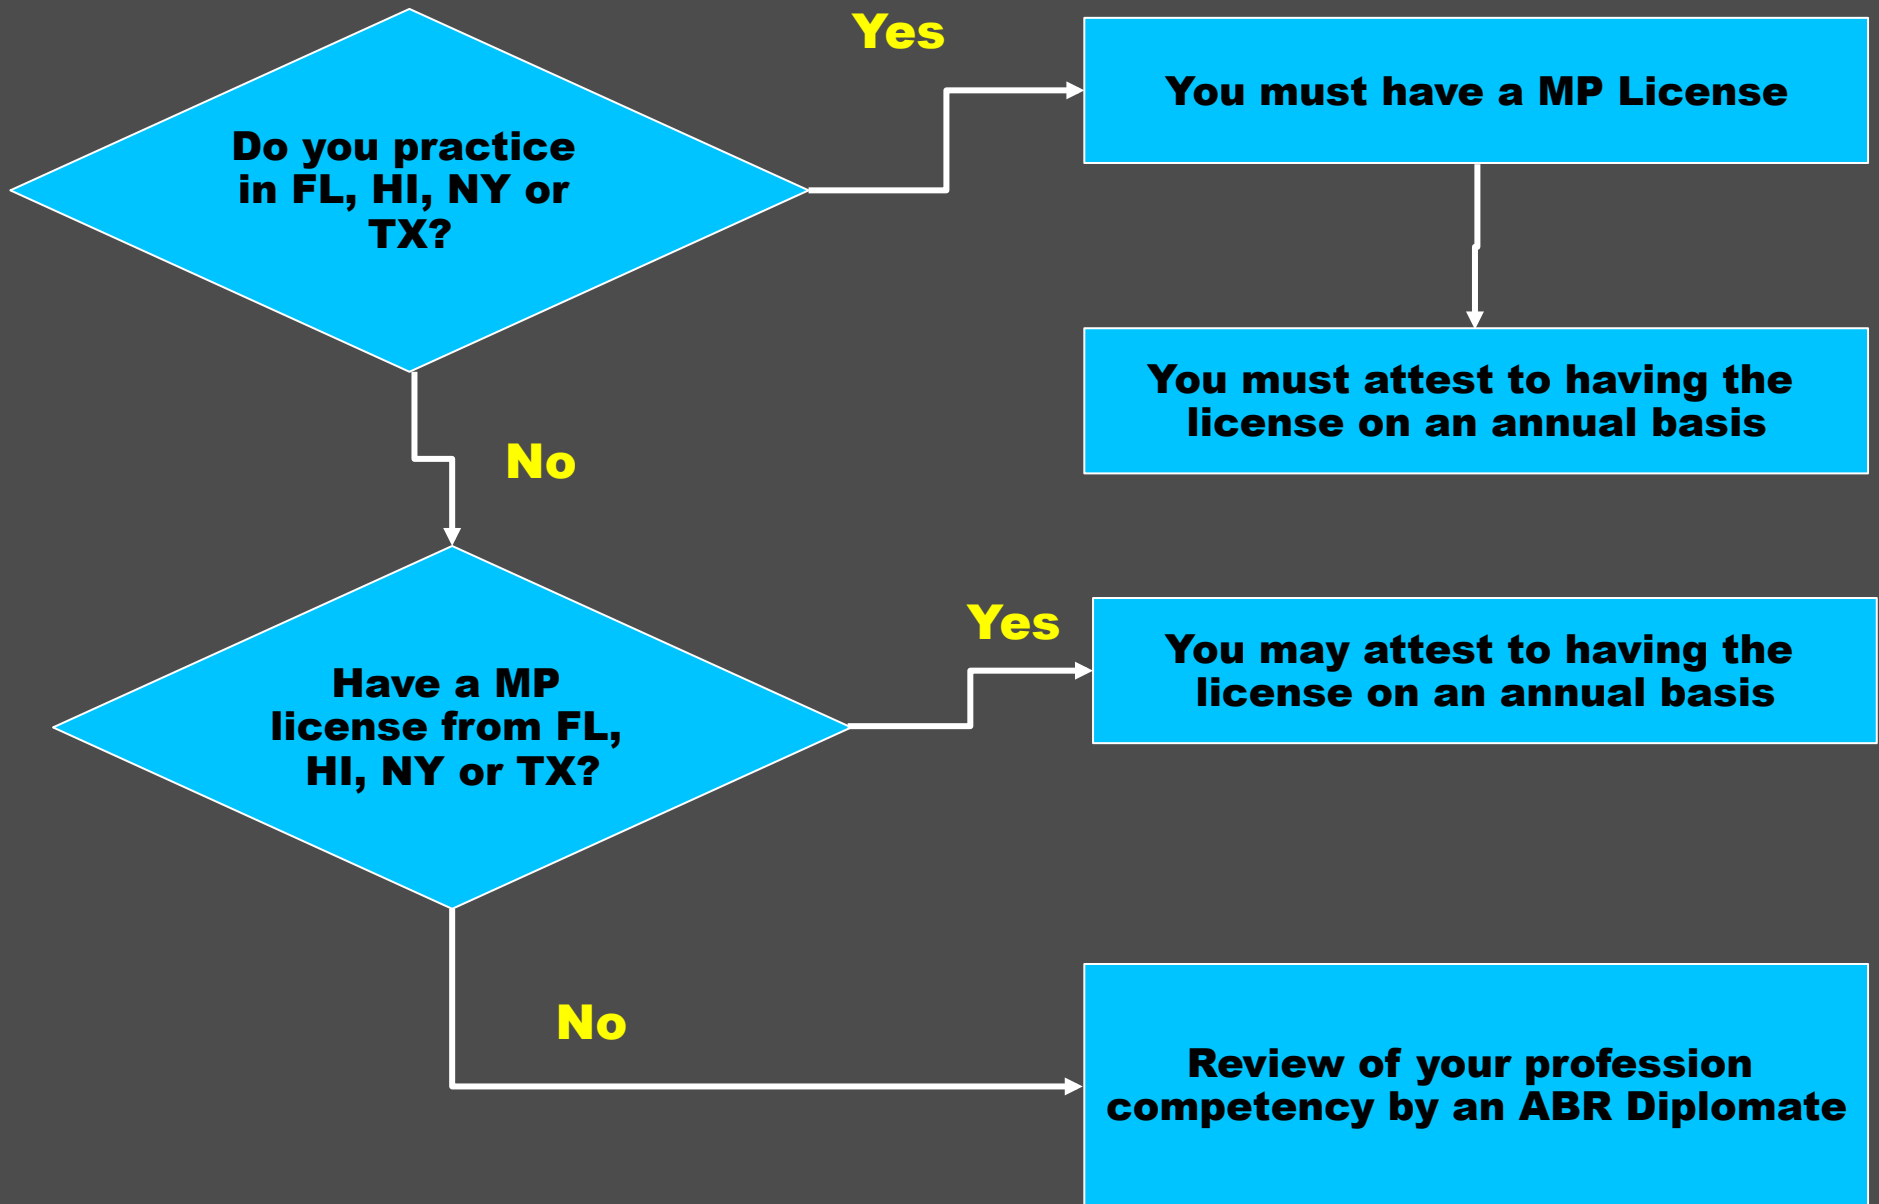 Yes
You must have a MP License
Do you practice
in FL, HI, NY or
TX?
You must attest to having the
license on an annual basis
No
Yes
You may attest to having the
license on an annual basis
Have a MP
license from FL,
HI, NY or TX?
No
Review of your profession
competency by an ABR Diplomate